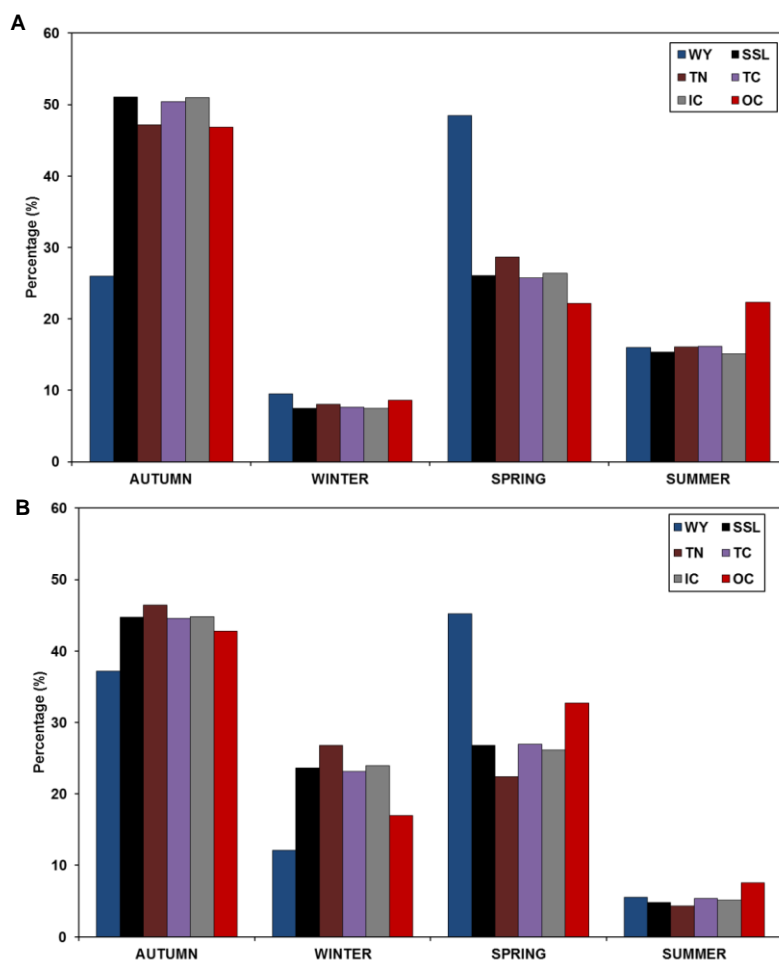 A
60
50
40
30
20
10
0
Percentage (%)
WY SSL
TN TC
IC OC
AUTUMN WINTER SPRING SUMMER
B
60
50
40
30
20
10
0
Percentage (%)
WY SSL
TN TC
IC OC
AUTUMN WINTER SPRING SUMMER